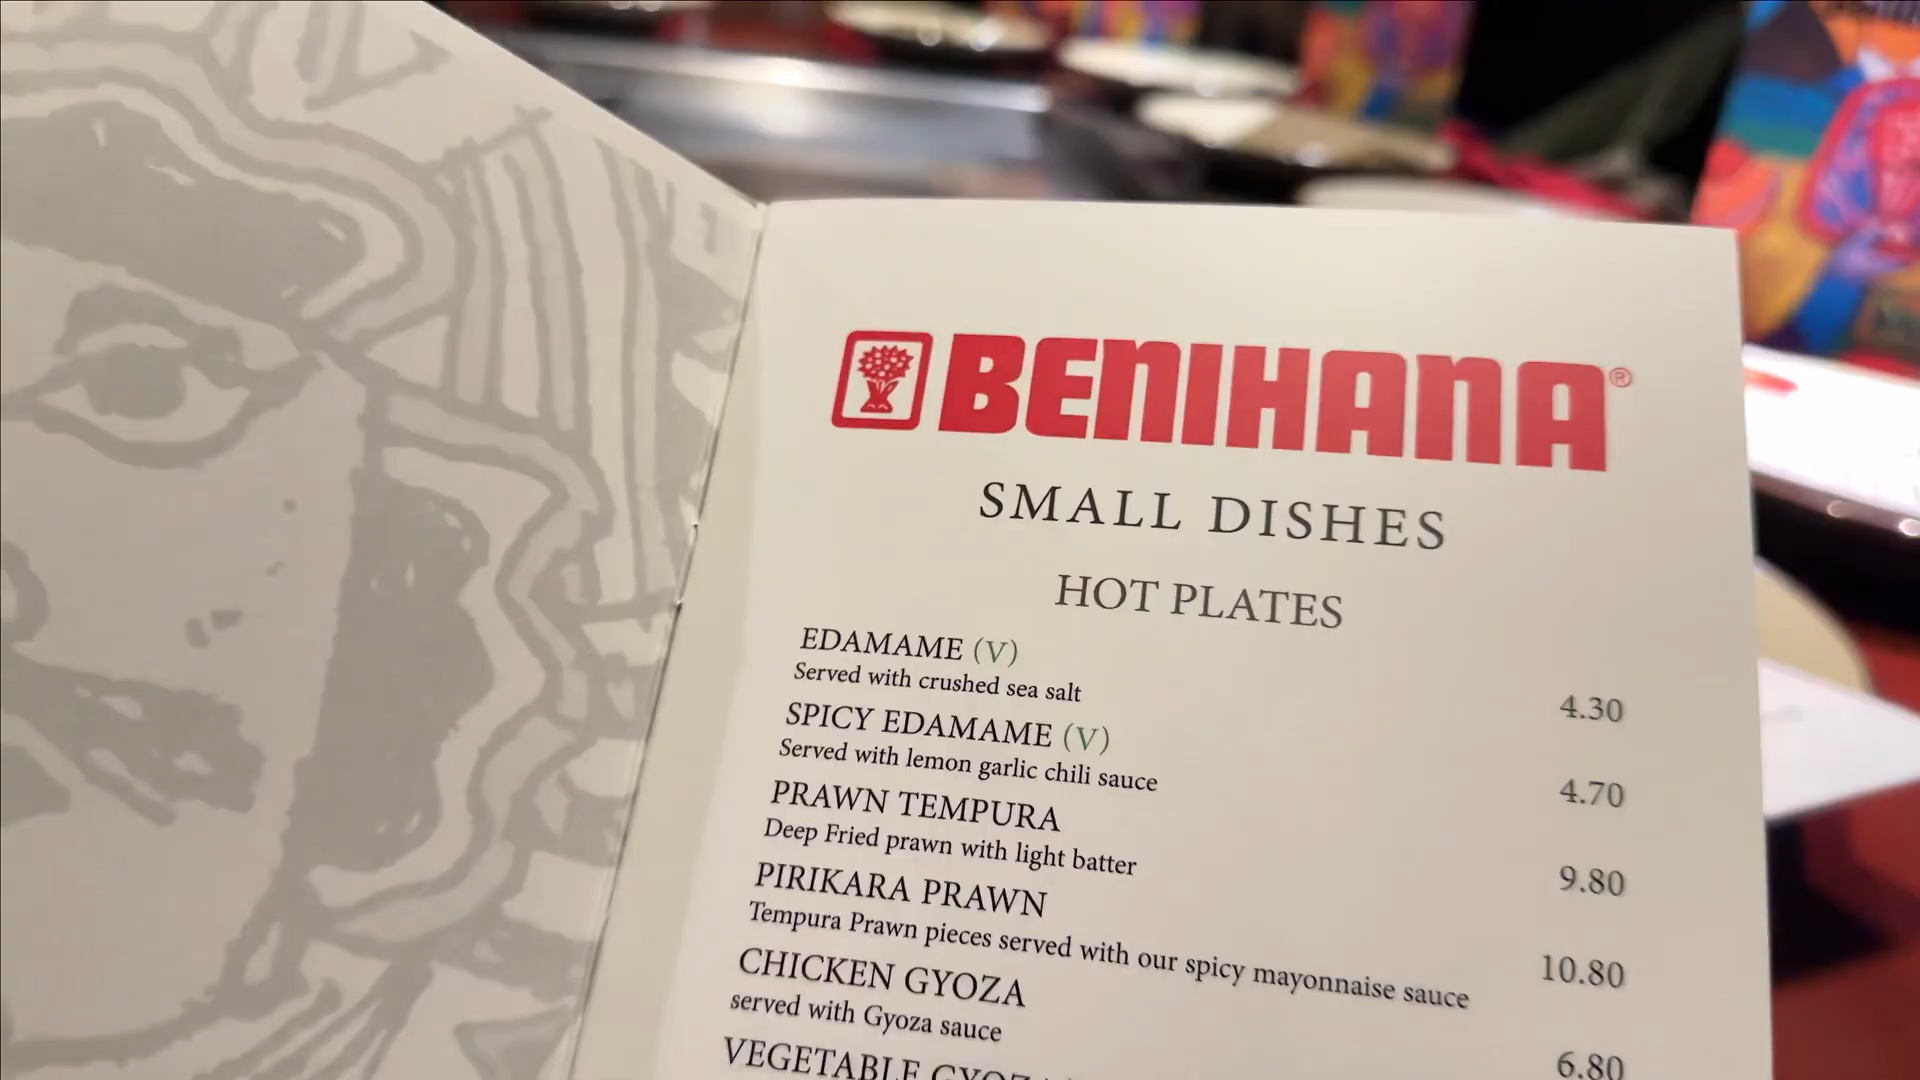 BENIHANA®
SMALL DISHES
HOT PLATES
EDAMAME (V)
Served with crushed sea salt
4.30
SPICY EDAMAME (V)
Served with lemon garlic chili sauce
4.70
PRAWN TEMPURA
Deep Fried prawn with light batter
9.80
PIRIKARA PRAWN
Tempura Prawn pieces served with our spicy mayonnaise sauce
10.80
CHICKEN GYOZA
served with Gyoza sauce
6.80
VEGETABLE GYOZA